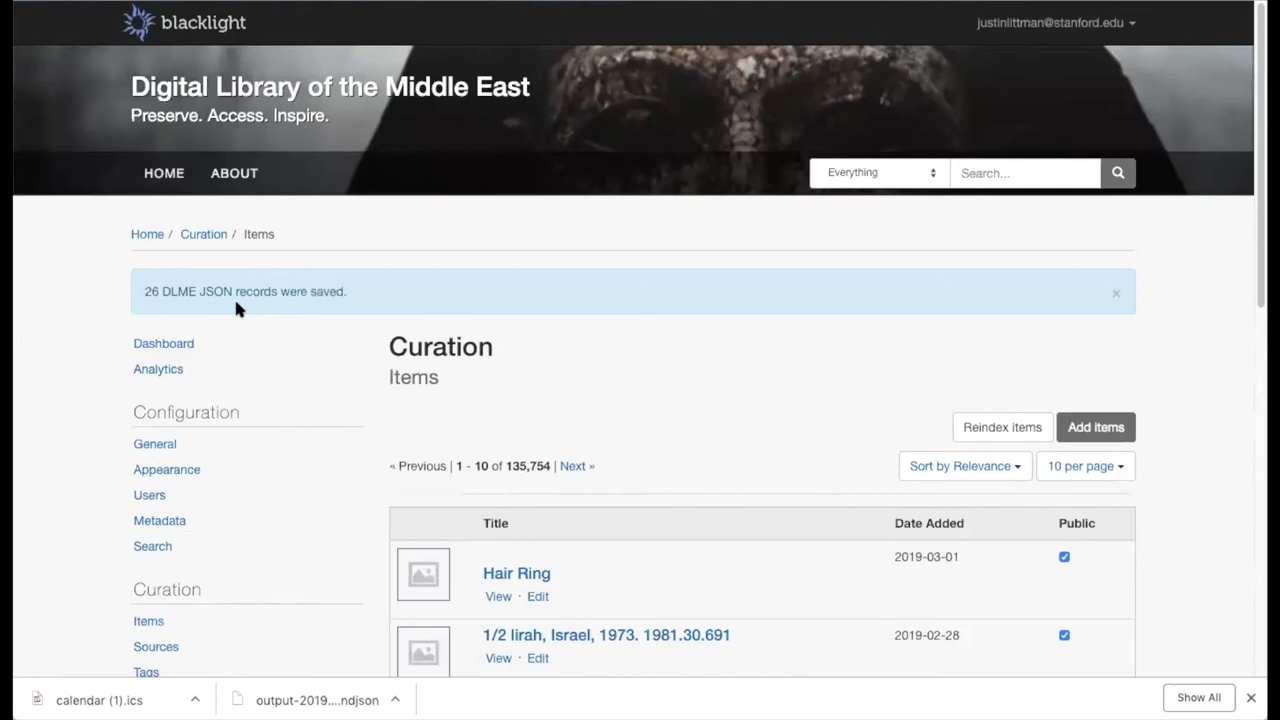 blacklight
justinlittman@stanford.edu
Digital Library of the Middle East
Preserve. Access. Inspire.
HOME ABOUT
Everything Search...
Home / Curation / Items
26 DLME JSON records were saved. ×
Dashboard
Analytics
Configuration
General
Appearance
Users
Metadata
Search
Curation
Items
Sources
Tags
Curation
Items
Reindex items Add items
« Previous | 1 - 10 of 135,754 | Next »
Sort by Relevance 10 per page
Title Date Added Public
Hair Ring 2019-03-01
View · Edit
1/2 lirah, Israel, 1973. 1981.30.691 2019-02-28
View · Edit
calendar (1).ics output-2019....ndjson Show All